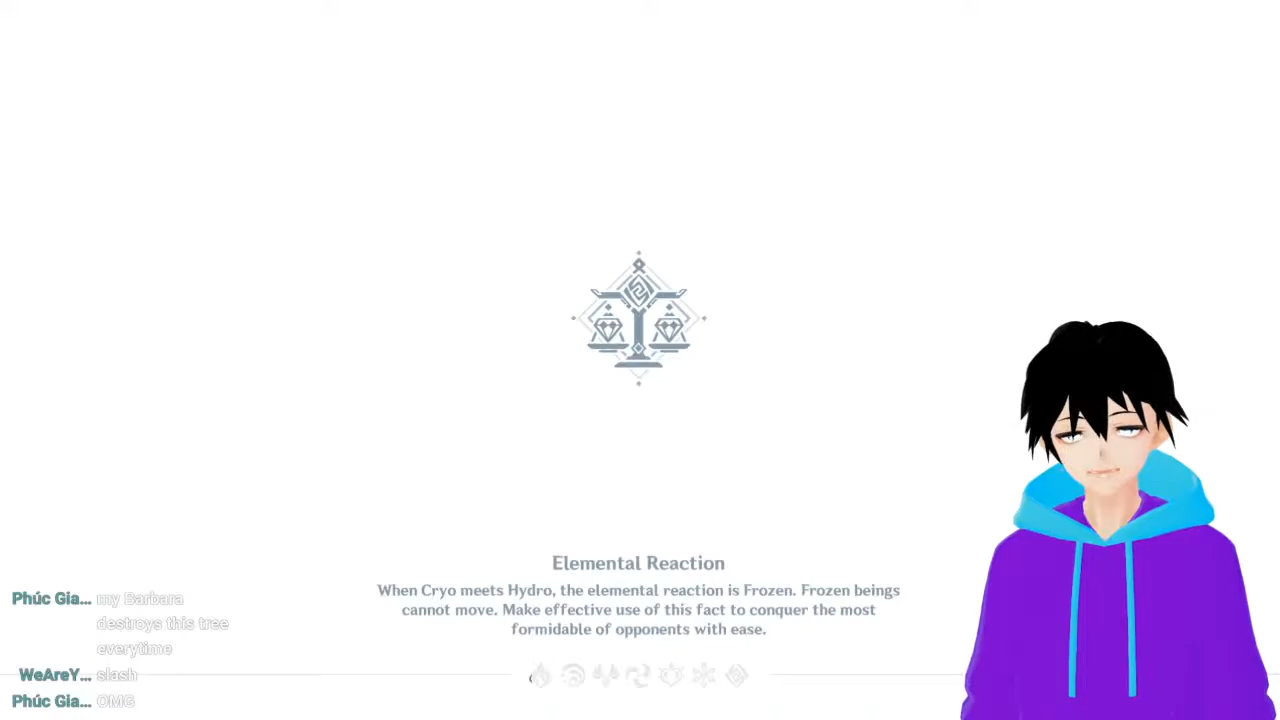 Elemental Reaction
When Cryo meets Hydro, the elemental reaction is Frozen. Frozen beings
cannot move. Make effective use of this fact to conquer the most
formidable of opponents with ease.
Phúc Gia... my Barbara
destroys this tree
everytime
WeAreY... slash
Phúc Gia... OMG